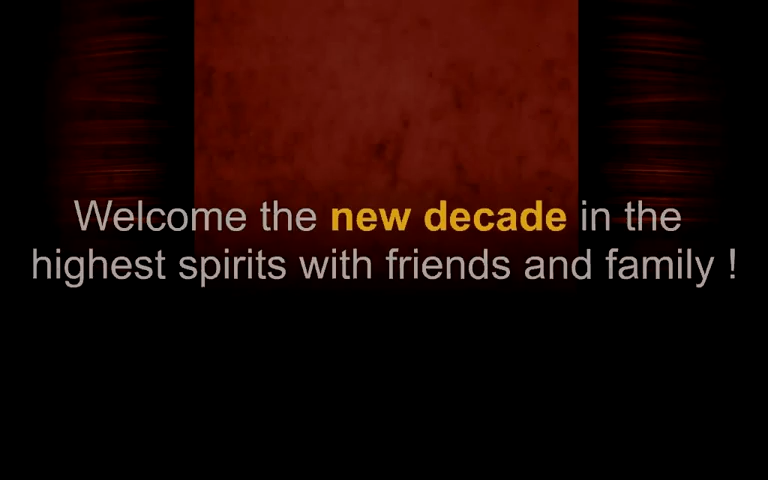 Welcome the new decade in the
highest spirits with friends and family !